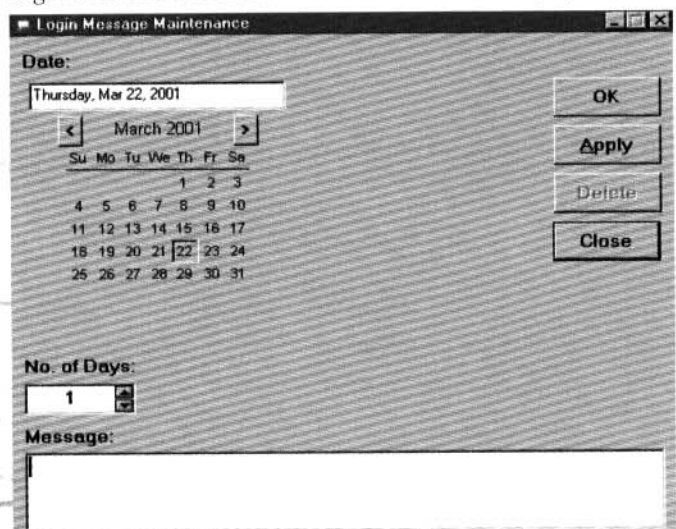 Login Message Maintenance
Date:
Thursday, Mar 22, 2001
OK
< March 2001 >
Apply
Su Mo Tu We Th Fr Sa
1 2 3
Delete
4 5 6 7 8 9 10
11 12 13 14 15 16 17
Close
18 19 20 21 22 23 24
25 26 27 28 29 30 31
No. of Days:
1
Message: